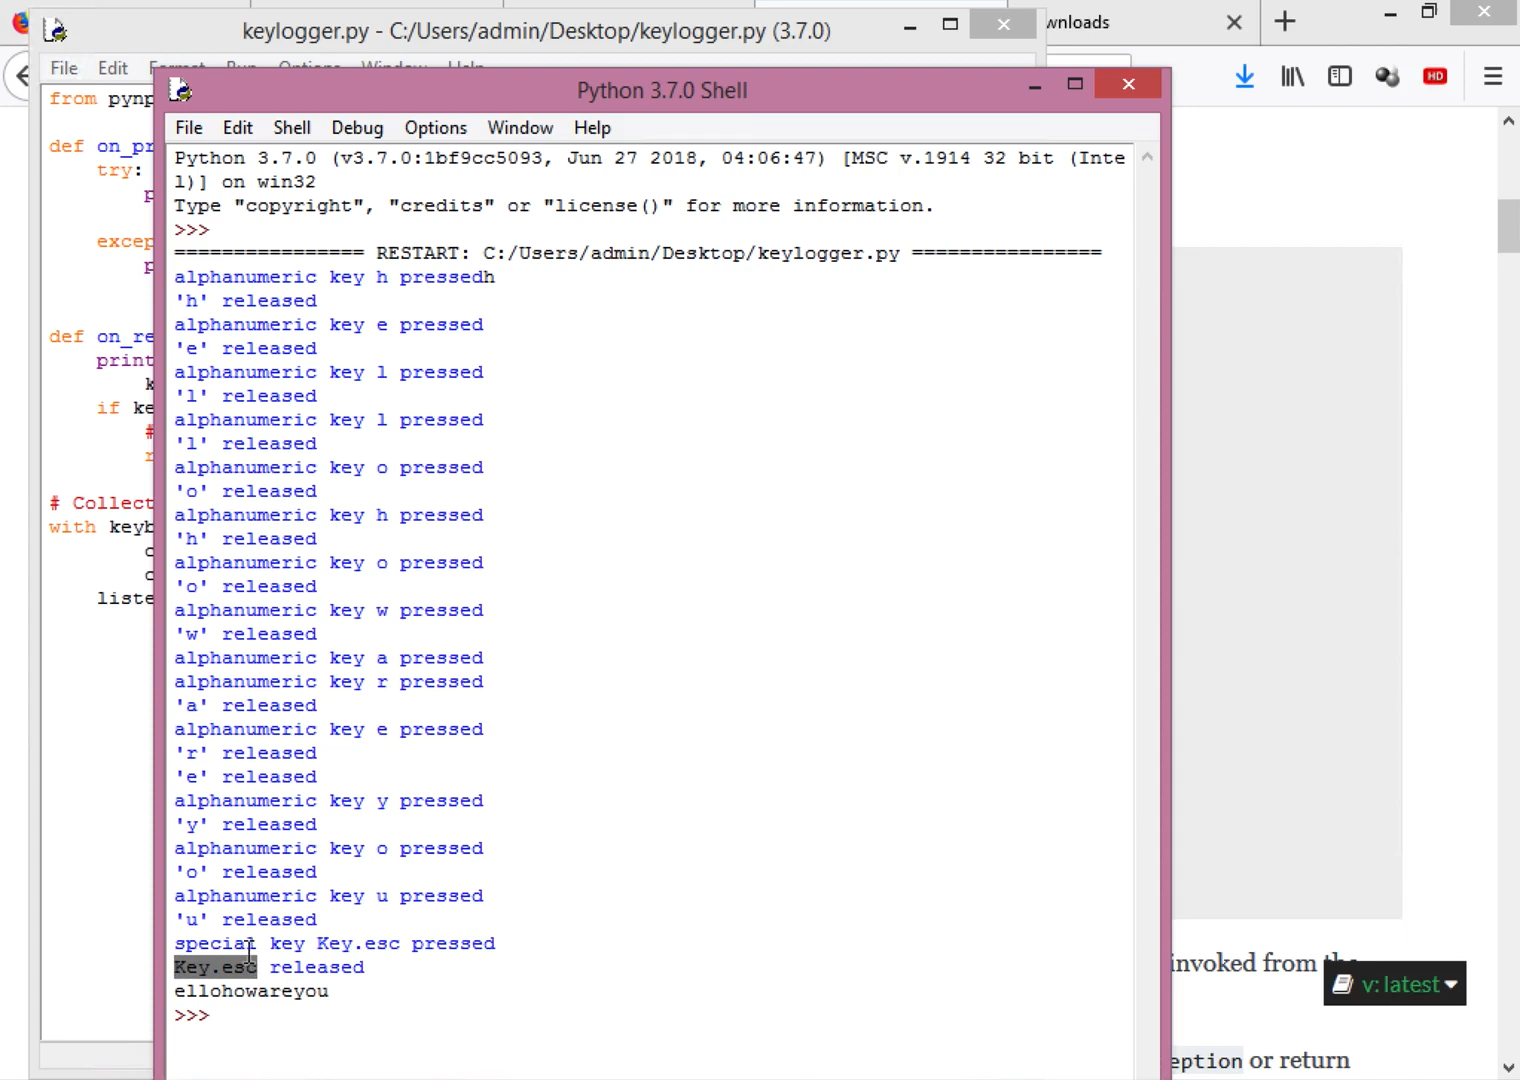 keylogger.py - C:/Users/admin/Desktop/keylogger.py (3.7.0)
wnloads
File Edit Format Run Options Window Help
HD
from pynp
def on_pr
try:
p
excep
p
def on_re
print
k
if ke
#
r
# Collect
with keyb
c
c
liste
Python 3.7.0 Shell
File Edit Shell Debug Options Window Help
Python 3.7.0 (v3.7.0:1bf9cc5093, Jun 27 2018, 04:06:47) [MSC v.1914 32 bit (Inte
l)] on win32
Type "copyright", "credits" or "license()" for more information.
>>>
================ RESTART: C:/Users/admin/Desktop/keylogger.py ================
alphanumeric key h pressedh
'h' released
alphanumeric key e pressed
'e' released
alphanumeric key l pressed
'l' released
alphanumeric key l pressed
'l' released
alphanumeric key o pressed
'o' released
alphanumeric key h pressed
'h' released
alphanumeric key o pressed
'o' released
alphanumeric key w pressed
'w' released
alphanumeric key a pressed
alphanumeric key r pressed
'a' released
alphanumeric key e pressed
'r' released
'e' released
alphanumeric key y pressed
'y' released
alphanumeric key o pressed
'o' released
alphanumeric key u pressed
'u' released
special key Key.esc pressed
Key.esc released
ellohowareyou
>>>
invoked from the
v: latest
eption or return